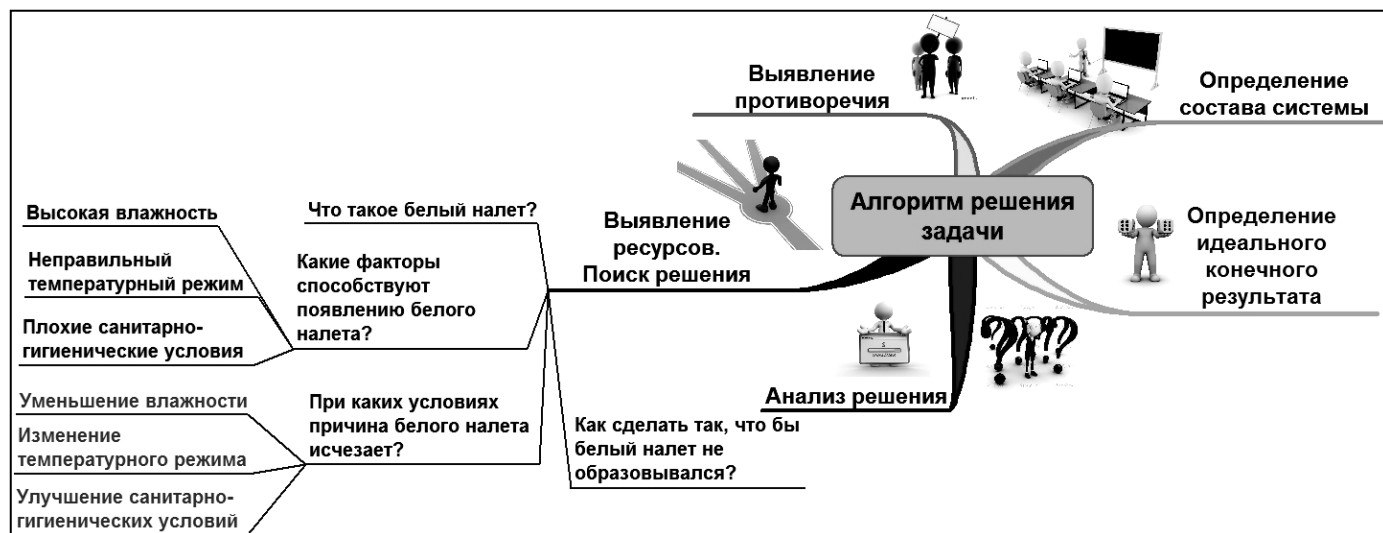 Алгоритм решения
задачи
Определение
состава системы
Определение
идеального
конечного
результата
Выявление
противоречия
Выявление
ресурсов.
Поиск решения
Что такое белый налет?
Какие факторы
способствуют
появлению белого
налета?
Высокая влажность
Неправильный
температурный режим
Плохие санитарно-
гигиенические условия
При каких условиях
причина белого налета
исчезает?
Уменьшение влажности
Изменение
температурного режима
Улучшение санитарно-
гигиенических условий
Как сделать так, что бы
белый налет не
образовывался?
Анализ решения